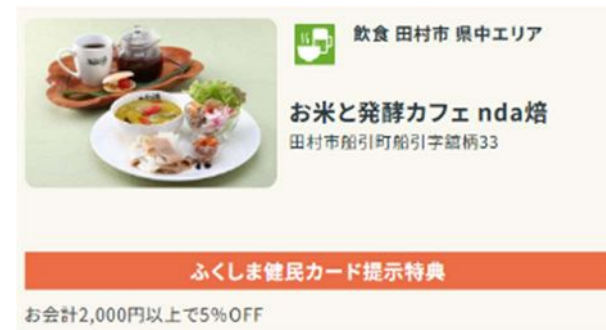 飲食 田村市 県中エリア
お米と発酵カフェ nda焙
田村市船引町船引字舘柄33
ふくしま健民カード提示特典
お会計2,000円以上で5%OFF